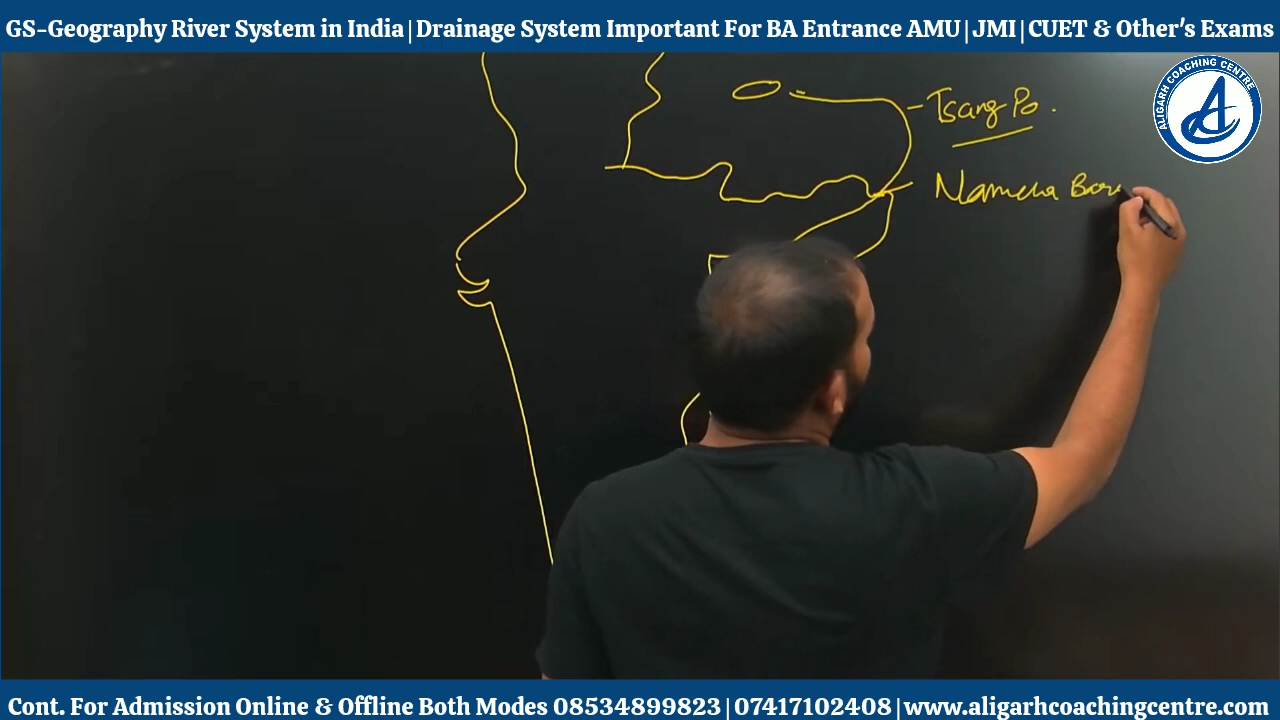 GS-Geography River System in India|Drainage System Important For BA Entrance AMU|JMI|CUET & Other's Exams
ALIGARH COACHING CENTRE
A
Tsang Po.
Namcha Bar
Cont. For Admission Online & Offline Both Modes 08534899823|07417102408|www.aligarhcoachingcentre.com